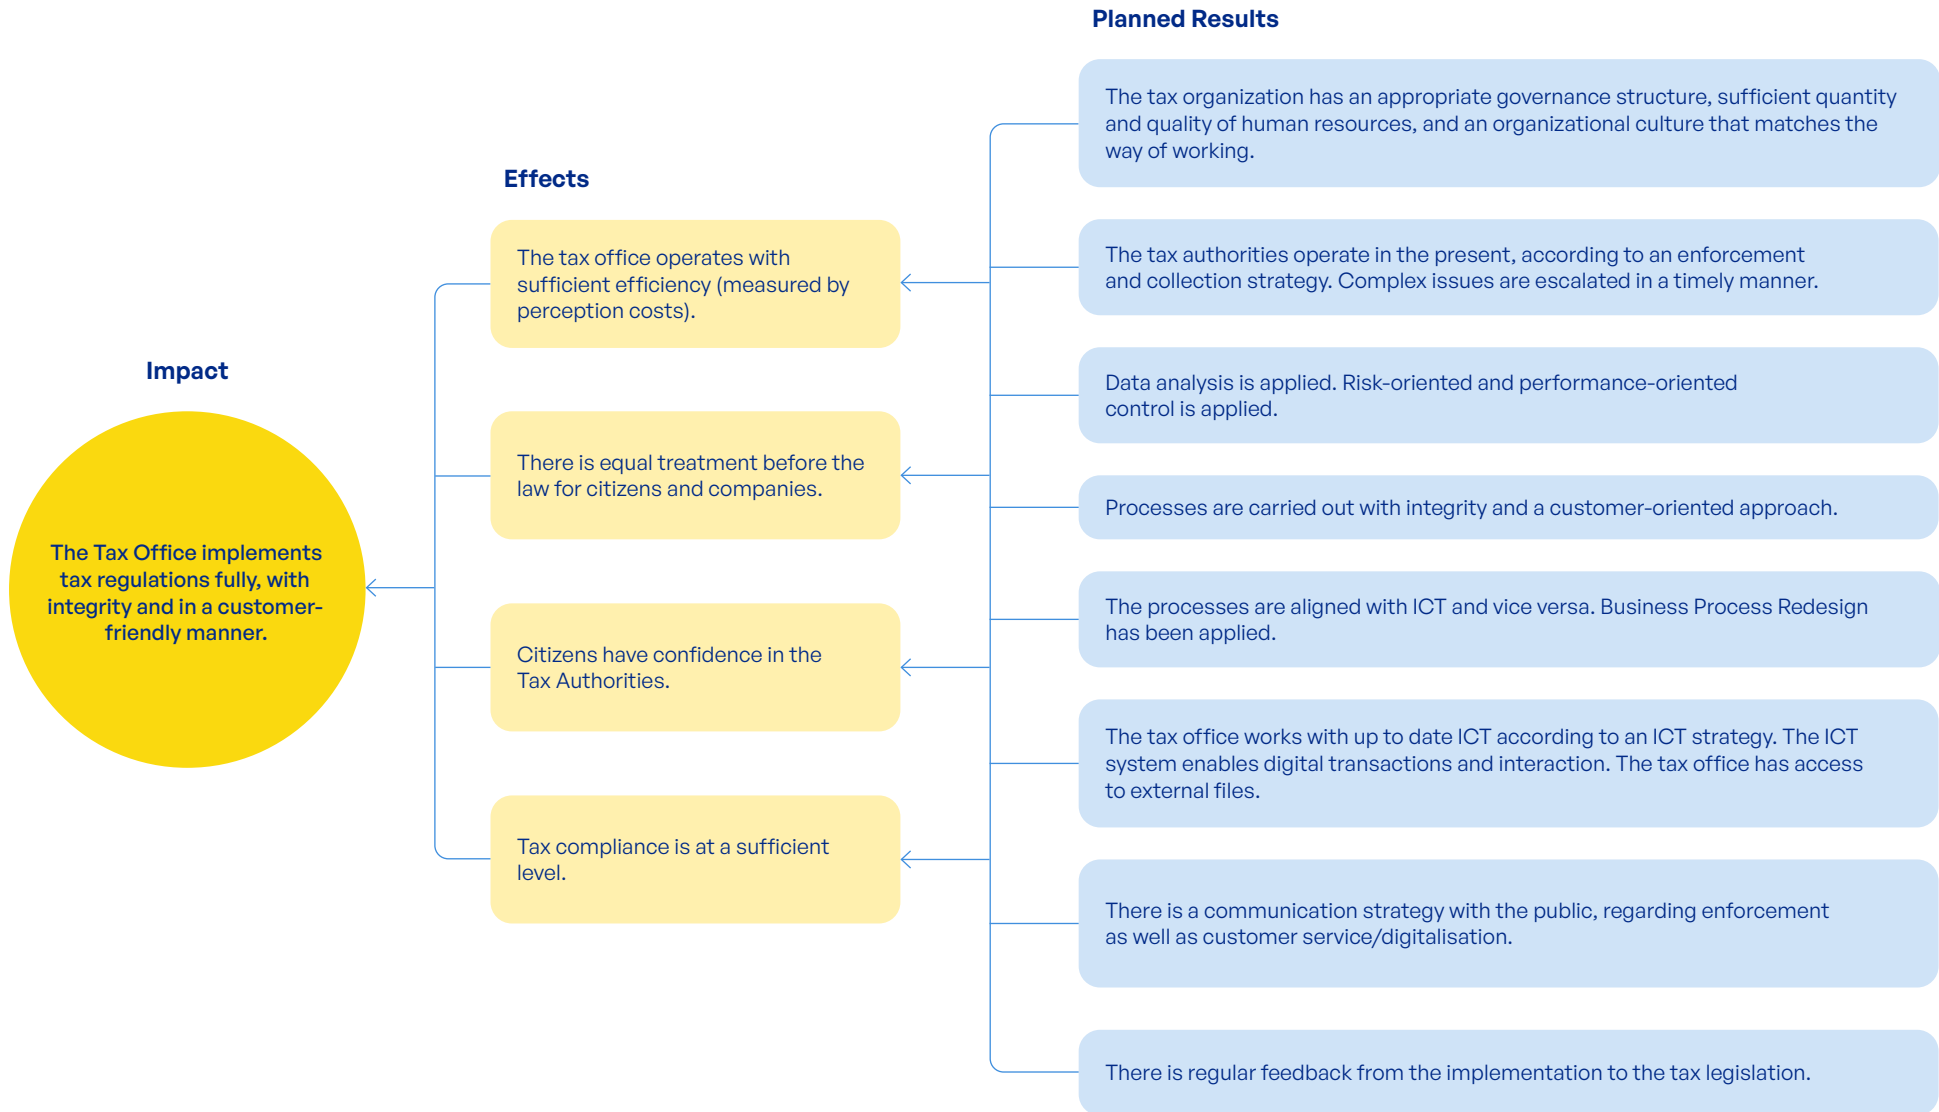 Impact
The Tax Office implements
tax regulations fully, with
integrity and in a customer-
friendly manner.
Effects
The tax office operates with
sufficient efficiency (measured by
perception costs).
There is equal treatment before the
law for citizens and companies.
Citizens have confidence in the
Tax Authorities.
Tax compliance is at a sufficient
level.
Planned Results
The tax organization has an appropriate governance structure, sufficient quantity
and quality of human resources, and an organizational culture that matches the
way of working.
The tax authorities operate in the present, according to an enforcement
and collection strategy. Complex issues are escalated in a timely manner.
Data analysis is applied. Risk-oriented and performance-oriented
control is applied.
Processes are carried out with integrity and a customer-oriented approach.
The processes are aligned with ICT and vice versa. Business Process Redesign
has been applied.
The tax office works with up to date ICT according to an ICT strategy. The ICT
system enables digital transactions and interaction. The tax office has access
to external files.
There is a communication strategy with the public, regarding enforcement
as well as customer service/digitalisation.
There is regular feedback from the implementation to the tax legislation.